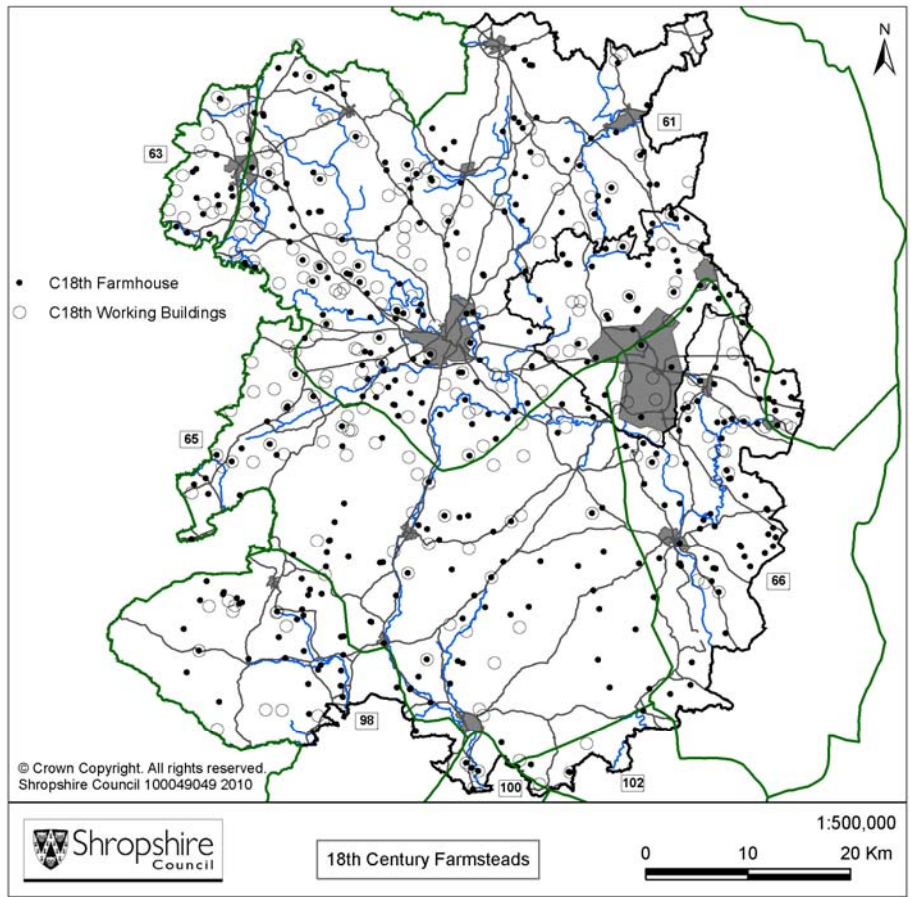 N
61
63
C18th Farmhouse
C18th Working Buildings
65
66
98
© Crown Copyright. All rights reserved.
Shropshire Council 100049049 2010
100
102
Shropshire
Council
18th Century Farmsteads
1:500,000
0 10 20 Km